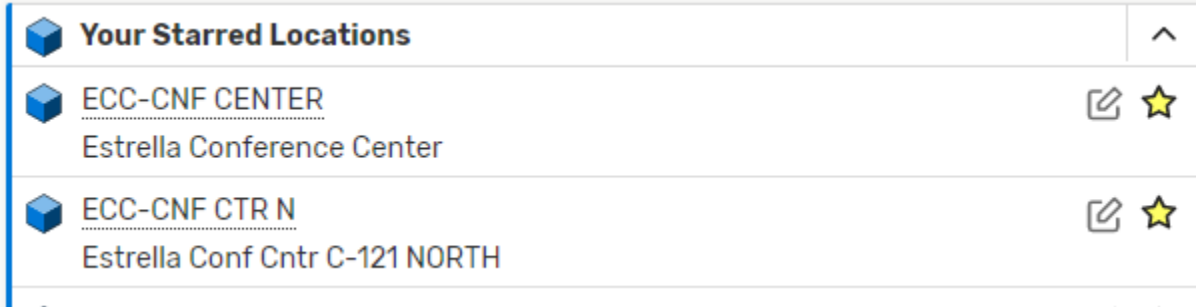 Your Starred Locations
ECC-CNF CENTER
Estrella Conference Center
ECC-CNF CTR N
Estrella Conf Cntr C-121 NORTH